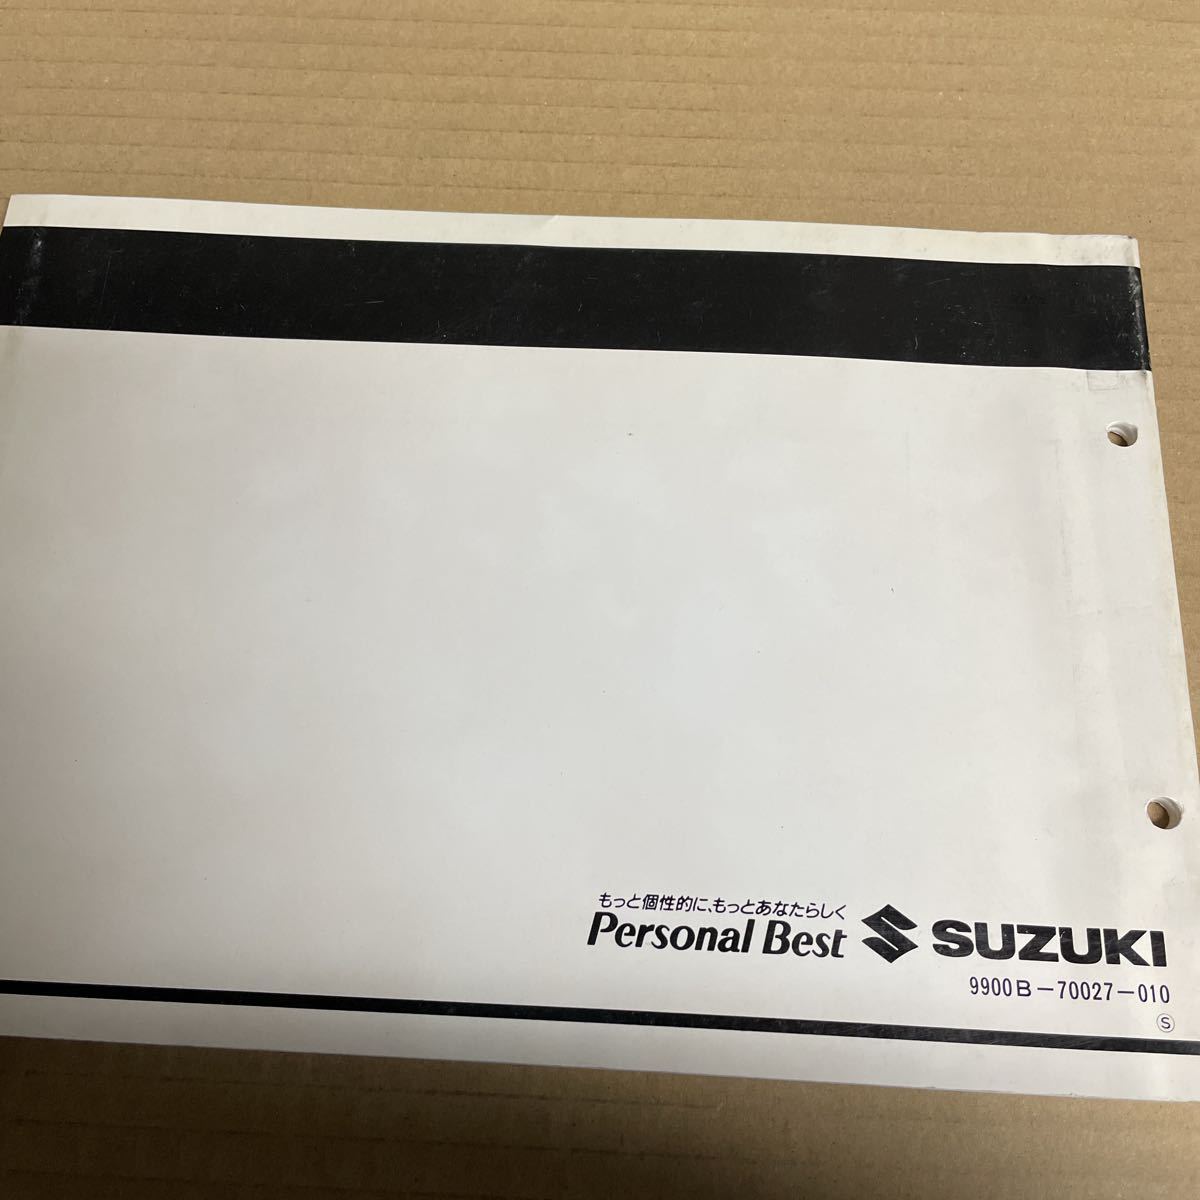 もっと個性的に、もっとあなたらしく
Personal Best SUZUKI
9900B-70027-010
Ⓢ